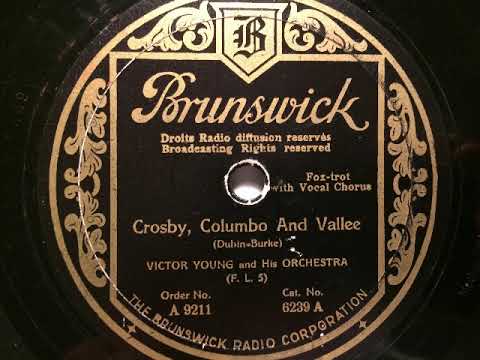 B
Brunswick
Droits Radio diffusion reservés
Broadcasting Rights reserved
Fox-trot
with Vocal Chorus
Crosby, Columbo And Vallee
(Dubin-Burke)
VICTOR YOUNG and His ORCHESTRA
(F. L. 5)
Order No. Cat. No.
A 9211 6239 A
THE BRUNSWICK RADIO CORPORATION